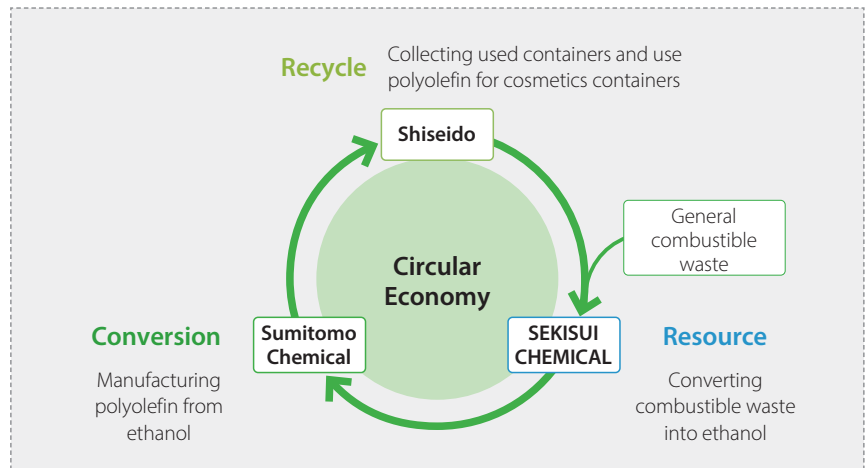 Recycle
Collecting used containers and use
polyolefin for cosmetics containers
Shiseido
General
combustible
waste
Circular
Economy
Conversion
Sumitomo
Chemical
SEKISUI
CHEMICAL
Resource
Manufacturing
polyolefin from
ethanol
Converting
combustible waste
into ethanol